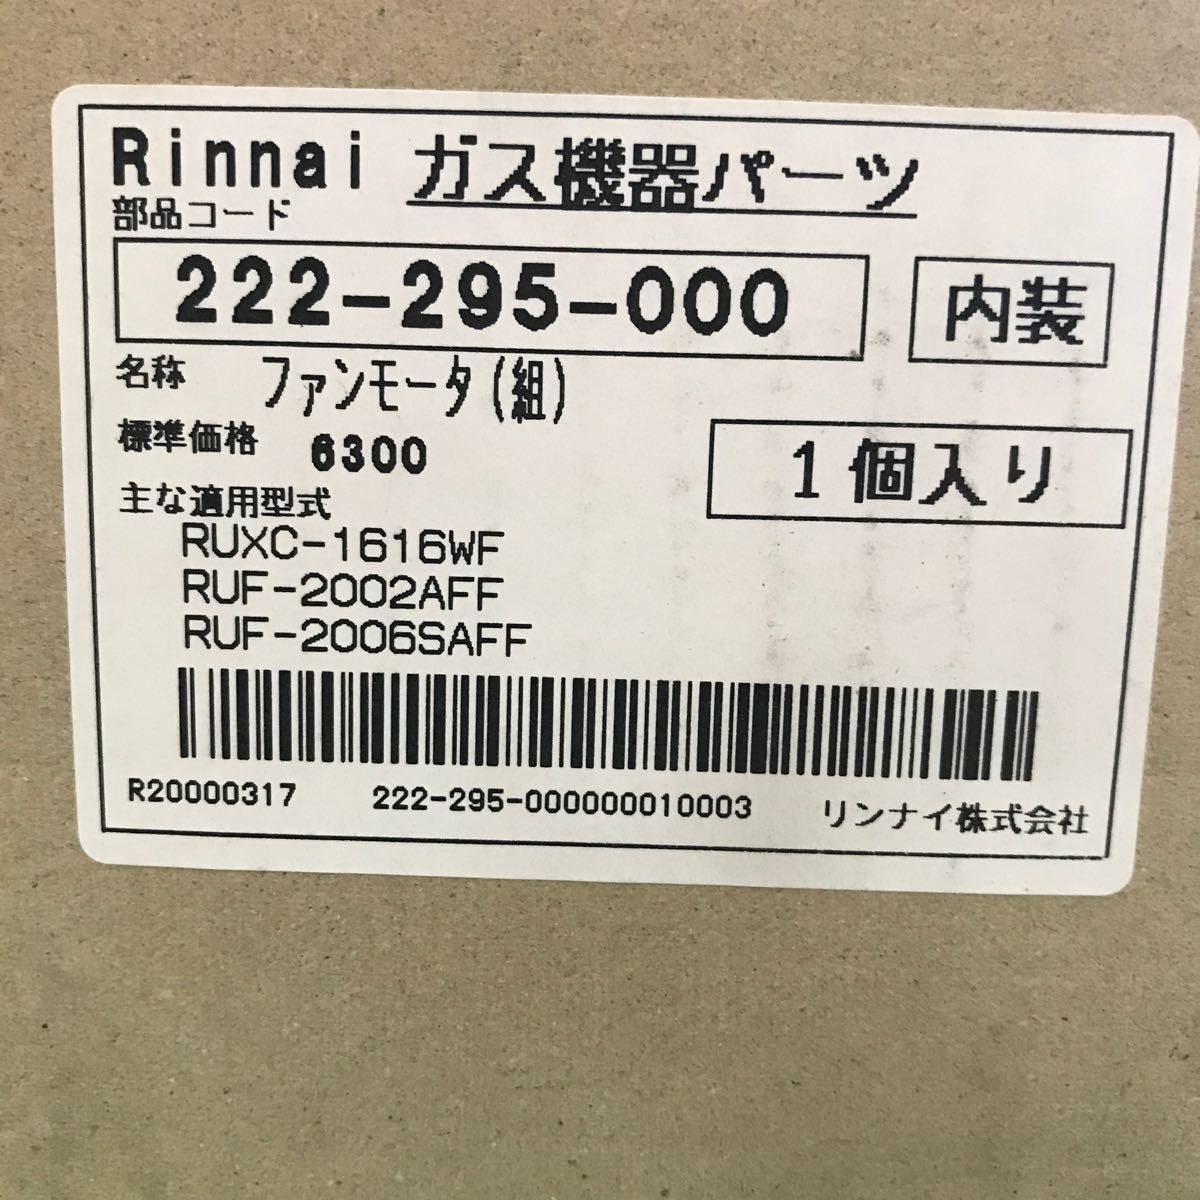 Rinnai ガス機器パーツ
部品コード
222-295-000 内装
名称 ファンモータ(組)
標準価格 6300
1個入り
主な適用型式
RUXC-1616WF
RUF-2002AFF
RUF-2006SAFF
R20000317 222-295-000000010003 リンナイ株式会社